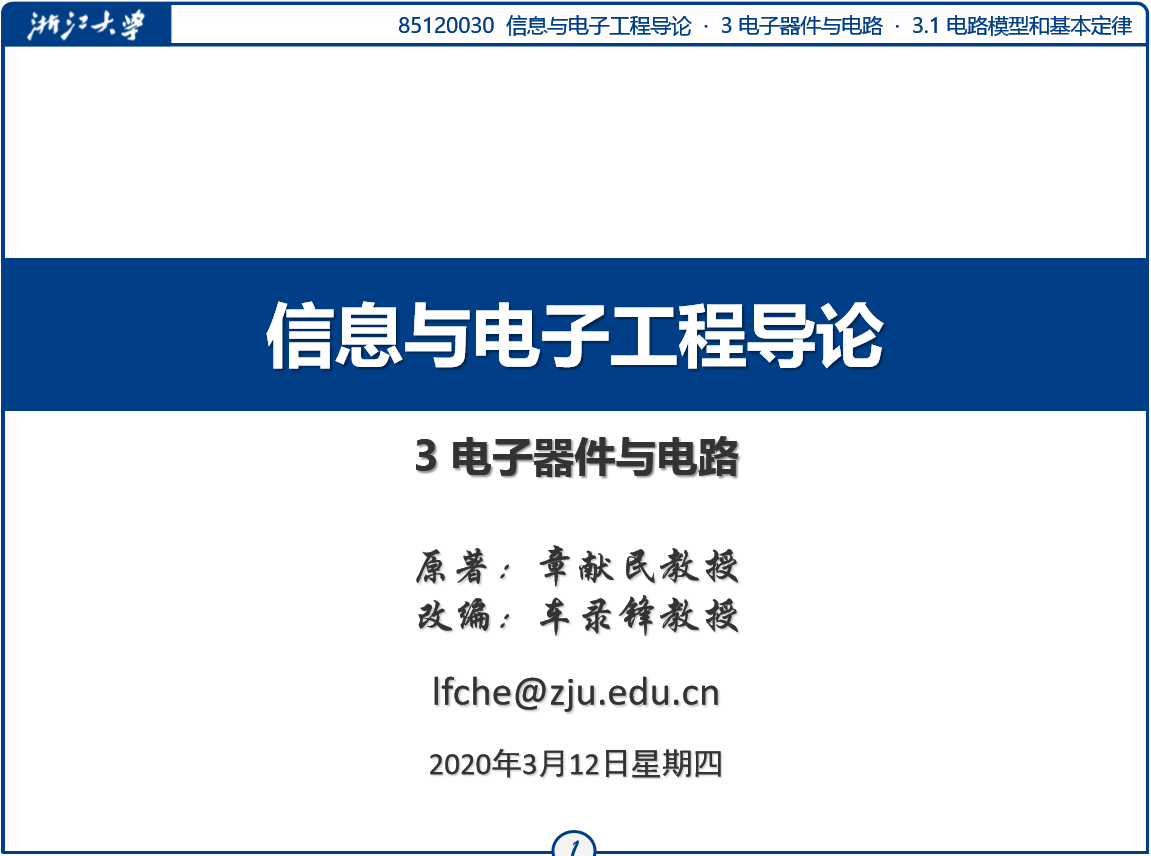 浙江大学
85120030 信息与电子工程导论 · 3 电子器件与电路 · 3.1 电路模型和基本定律
信息与电子工程导论
3 电子器件与电路
原著：章献民教授
改编：车录锋教授
lfche@zju.edu.cn
2020年3月12日星期四
1